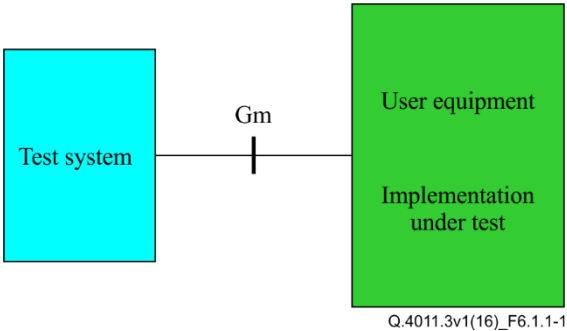 Gm
Test system
User equipment
Implementation
under test
Q.4011.3v1(16)_F6.1.1-1